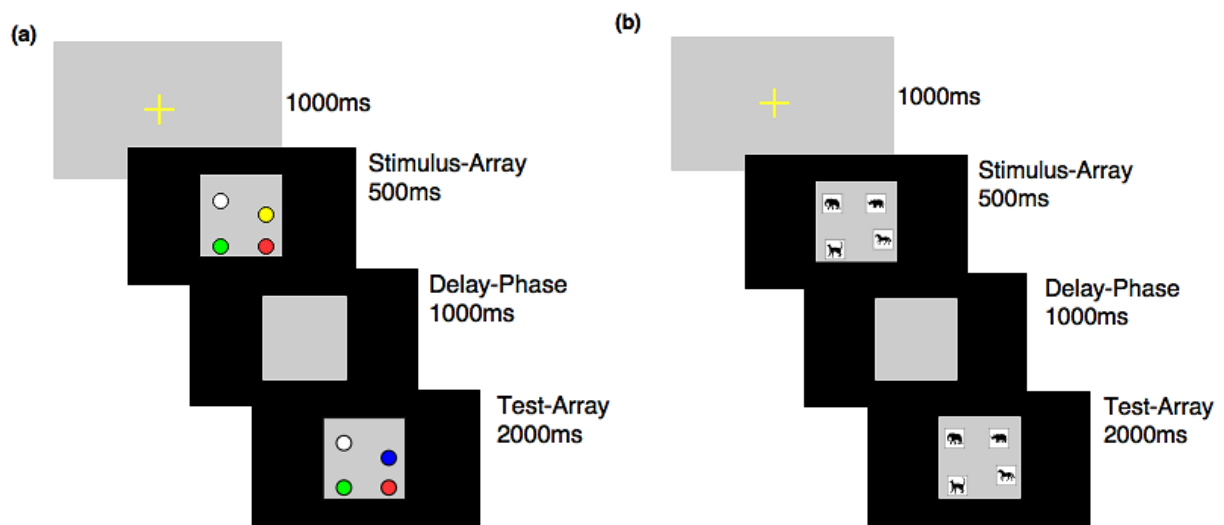 (a)
1000ms
Stimulus-Array
500ms
Delay-Phase
1000ms
Test-Array
2000ms
(b)
1000ms
Stimulus-Array
500ms
Delay-Phase
1000ms
Test-Array
2000ms